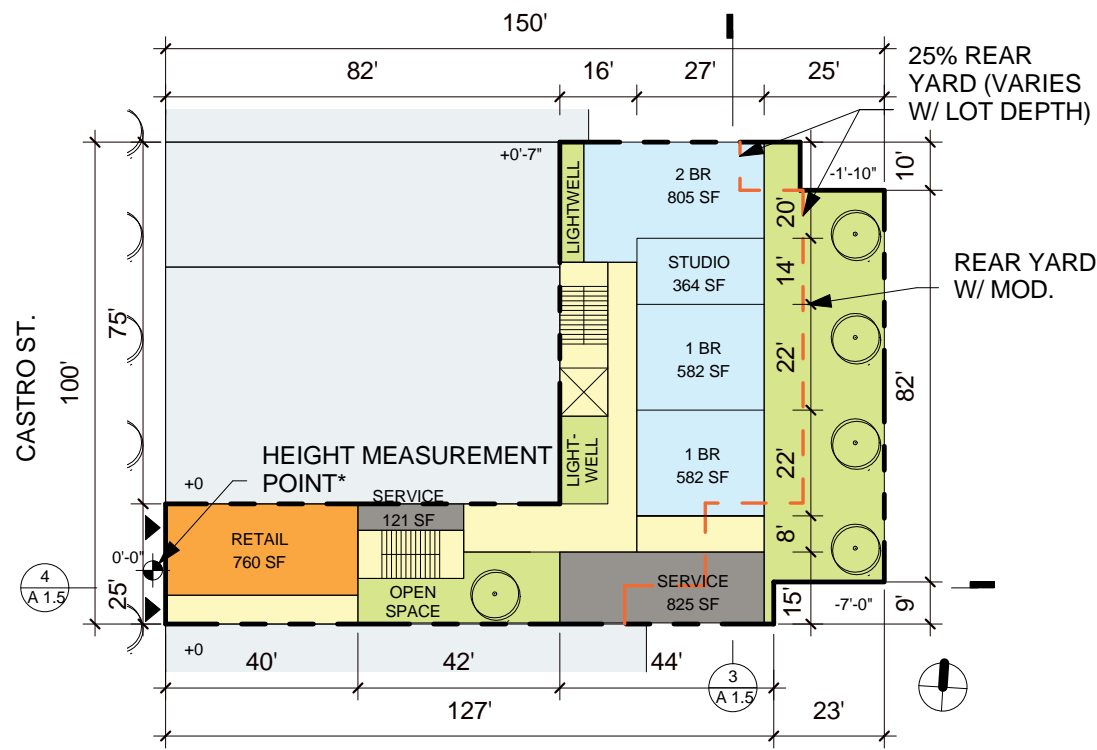 150'
82'
16'
27'
25'
25% REAR
YARD (VARIES
W/ LOT DEPTH)
+0'-7"
-1'-10"
10'
LIGHTWELL
2 BR
805 SF
20'
STUDIO
364 SF
14'
REAR YARD
W/ MOD.
CASTRO ST.
100'
75'
1 BR
582 SF
22'
82'
HEIGHT MEASUREMENT
POINT*
+0
LIGHT-
WELL
1 BR
582 SF
22'
SERVICE
121 SF
RETAIL
760 SF
0'-0"
8'
4
A 1.5
25'
OPEN
SPACE
SERVICE
825 SF
15'
-7'-0"
9'
+0
40'
42'
44'
3
A 1.5
127'
23'